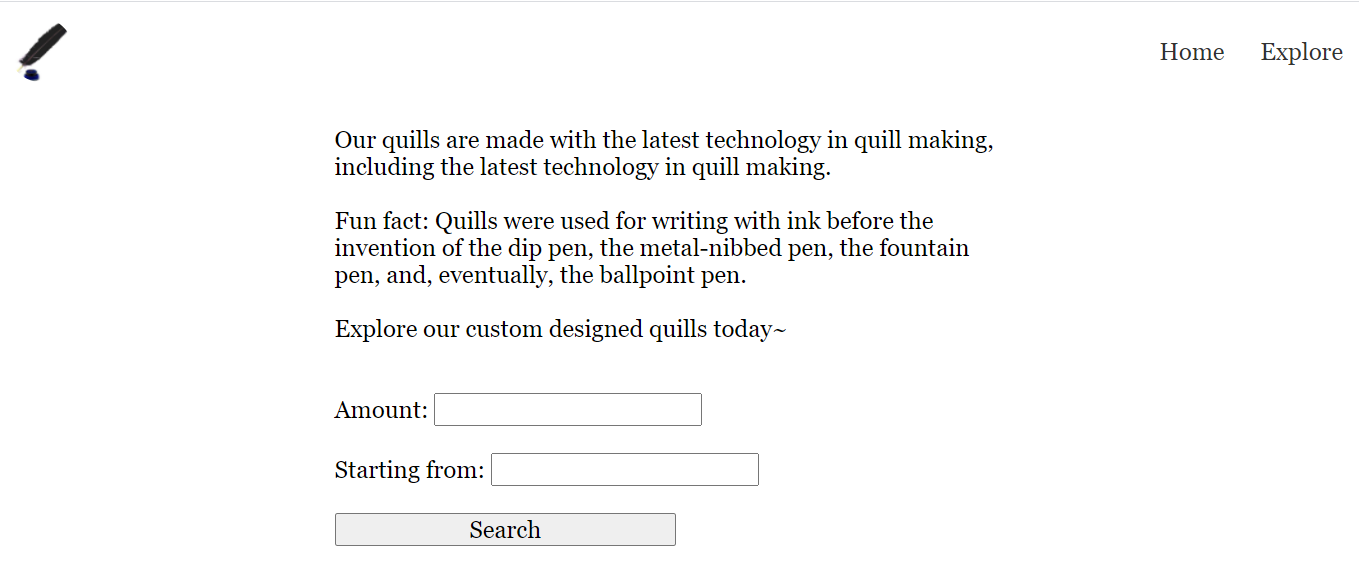 Home Explore
Our quills are made with the latest technology in quill making,
including the latest technology in quill making.
Fun fact: Quills were used for writing with ink before the
invention of the dip pen, the metal-nibbed pen, the fountain
pen, and, eventually, the ballpoint pen.
Explore our custom designed quills today~
Amount:
Starting from:
Search